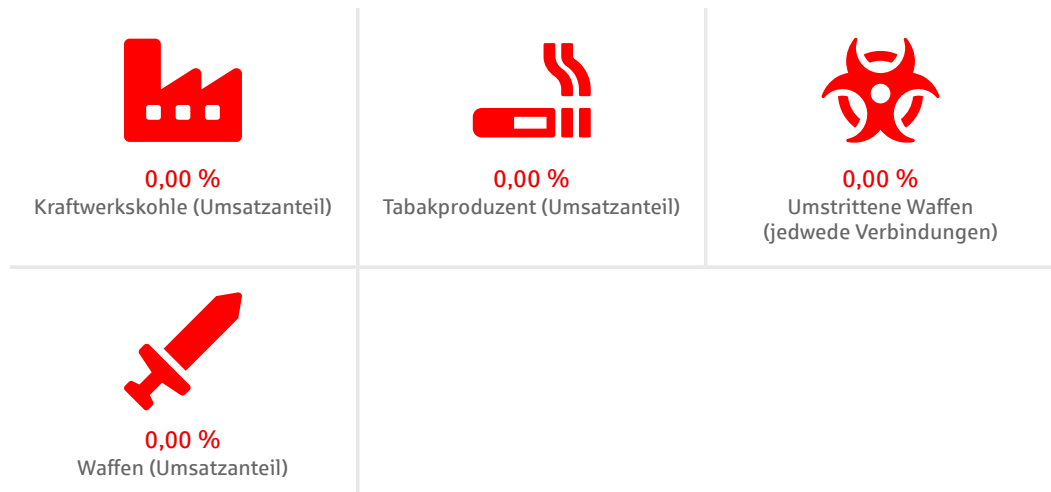 0,00 %
Kraftwerkskohle (Umsatzanteil)
0,00 %
Tabakproduzent (Umsatzanteil)
0,00 %
Umstrittene Waffen
(jedwede Verbindungen)
0,00 %
Waffen (Umsatzanteil)